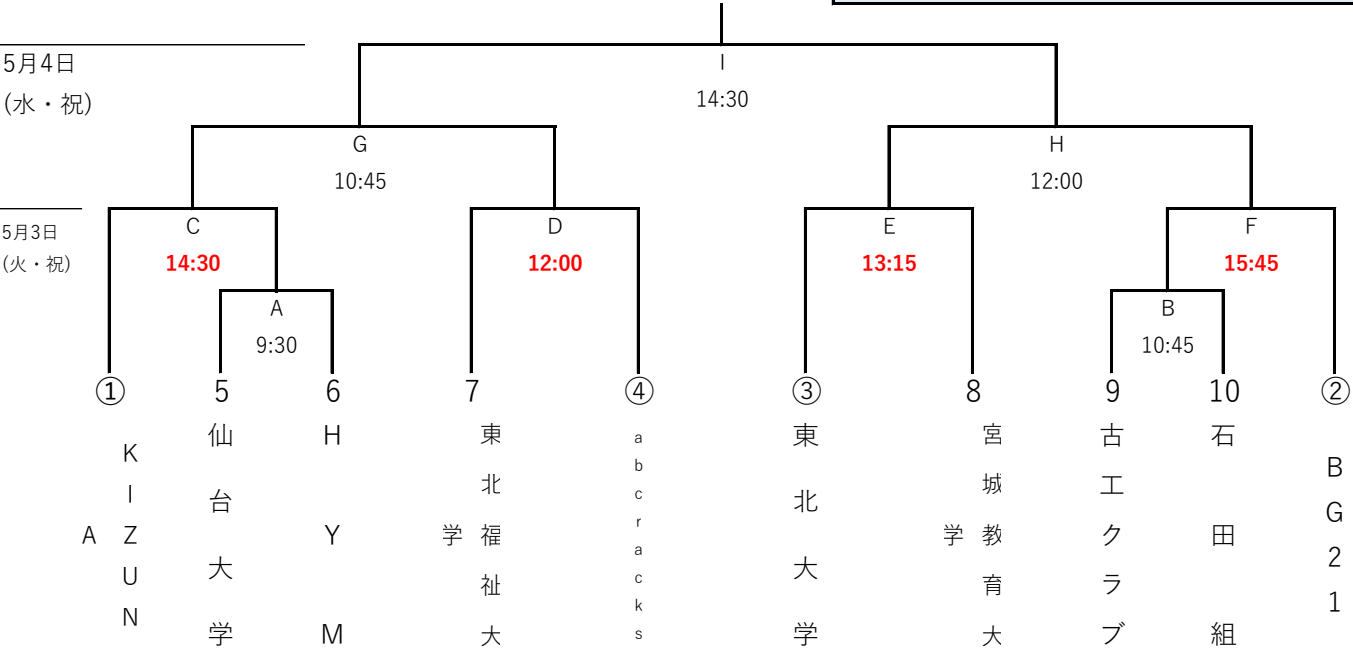 I
5月4日
(水・祝)
14:30
G
H
10:45
12:00
C
D
E
F
5月3日
(火・祝)
14:30
12:00
13:15
15:45
A
B
9:30
10:45
① 5 6 7 ④ ③ 8 9 10 ②
KIZUNA
仙台大学
HYM
東北福祉大学
abcracks
東北大学
宮城教育大学
古工クラブ
石田組
BG21